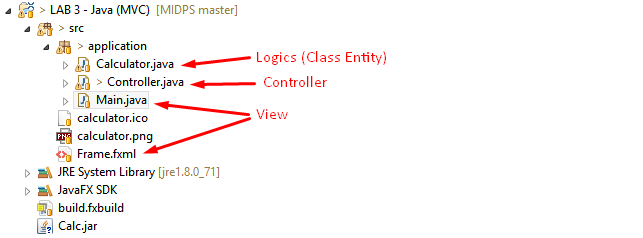 > LAB 3 - Java (MVC) [MIDPS master]
> src
> application
Calculator.java
Logics (Class Entity)
> Controller.java
Controller
Main.java
View
calculator.ico
calculator.png
Frame.fxml
JRE System Library [jre1.8.0_71]
JavaFX SDK
build.fxbuild
Calc.jar